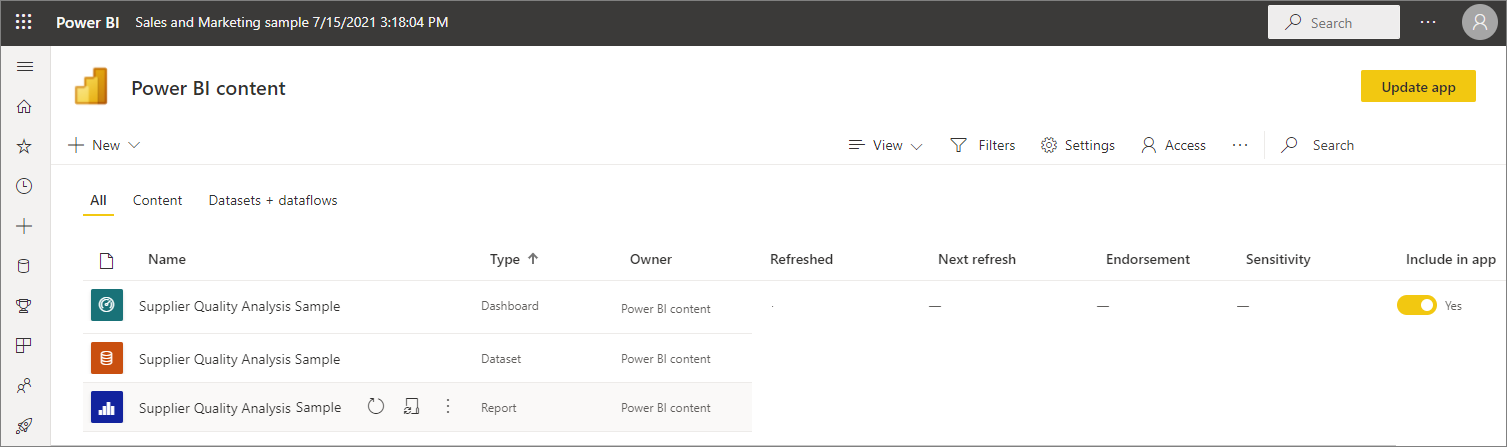 Power BI Sales and Marketing sample 7/15/2021 3:18:04 PM Search ...
Power BI content Update app
New View Filters Settings Access ... Search
All Content Datasets + dataflows
Name Type Owner Refreshed Next refresh Endorsement Sensitivity Include in app
Supplier Quality Analysis Sample Dashboard Power BI content — — — Yes
Supplier Quality Analysis Sample Dataset Power BI content
Supplier Quality Analysis Sample Report Power BI content